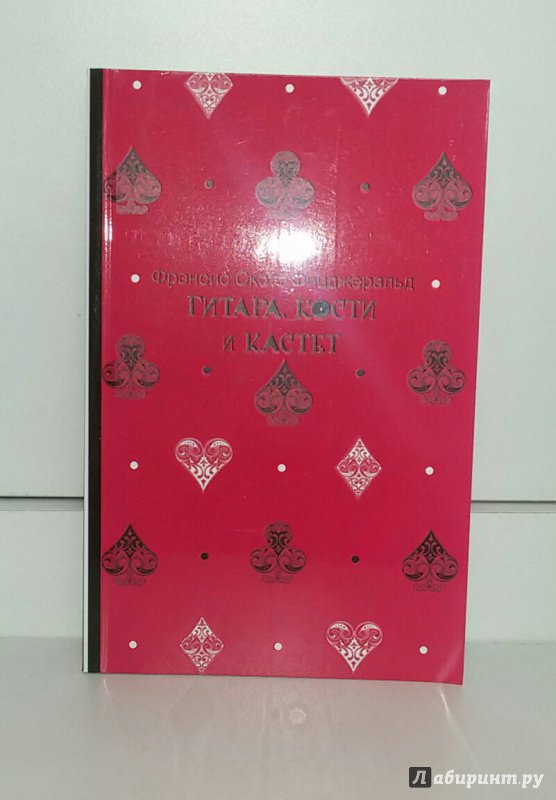 Фрэнсис Скотт Фицджеральд
ГИТАРА, КОСТИ
и КАСТЕТ
Лабиринт.ру